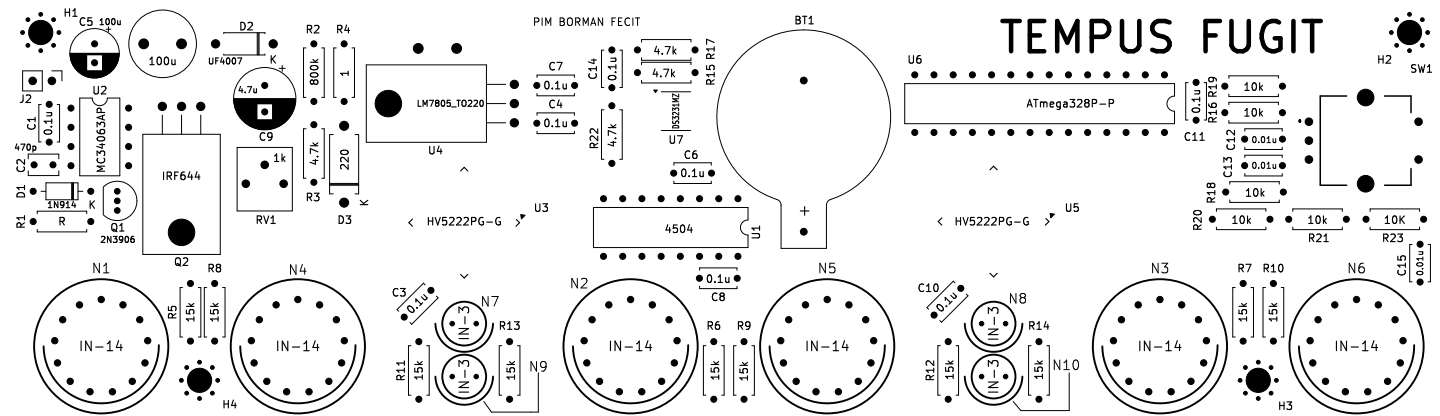 H1
C5 100u
D2
R2
R4
PIM BORMAN FECIT
BT1
TEMPUS FUGIT
H2
SW1
100u
UF4007
K
J2
U2
4.7u
C9
800k
1
LM7805_TO220
U4
C7
0.1u
C4
0.1u
C14
0.1u
4.7k
R17
4.7k
R15
U6
ATmega328P-P
0.1u
C11
R19
10k
R16
10k
C1
0.1u
MC34063AP
470p
C2
IRF644
RV1
1k
4.7k
R3
220
D3
K
R22
4.7k
DS3231MZ
U7
C6
0.1u
C12
0.01u
C13
0.01u
R18
10k
D1
1N914
K
R1
R
Q1
2N3906
Q2
HV5222PG-G
U3
4504
U1
+
HV5222PG-G
U5
R20
10k
10k
R21
10K
R23
C15
0.01u
C8
0.1u
N1
IN-14
R5
15k
R8
15k
N4
IN-14
C3
0.1u
N7
IN-3
IN-3
R11
15k
R13
15k
N9
N2
IN-14
R6
15k
R9
15k
N5
IN-14
C10
0.1u
N8
IN-3
IN-3
R12
15k
R14
15k
N10
N3
IN-14
R7
15k
R10
15k
N6
IN-14
H4
H3